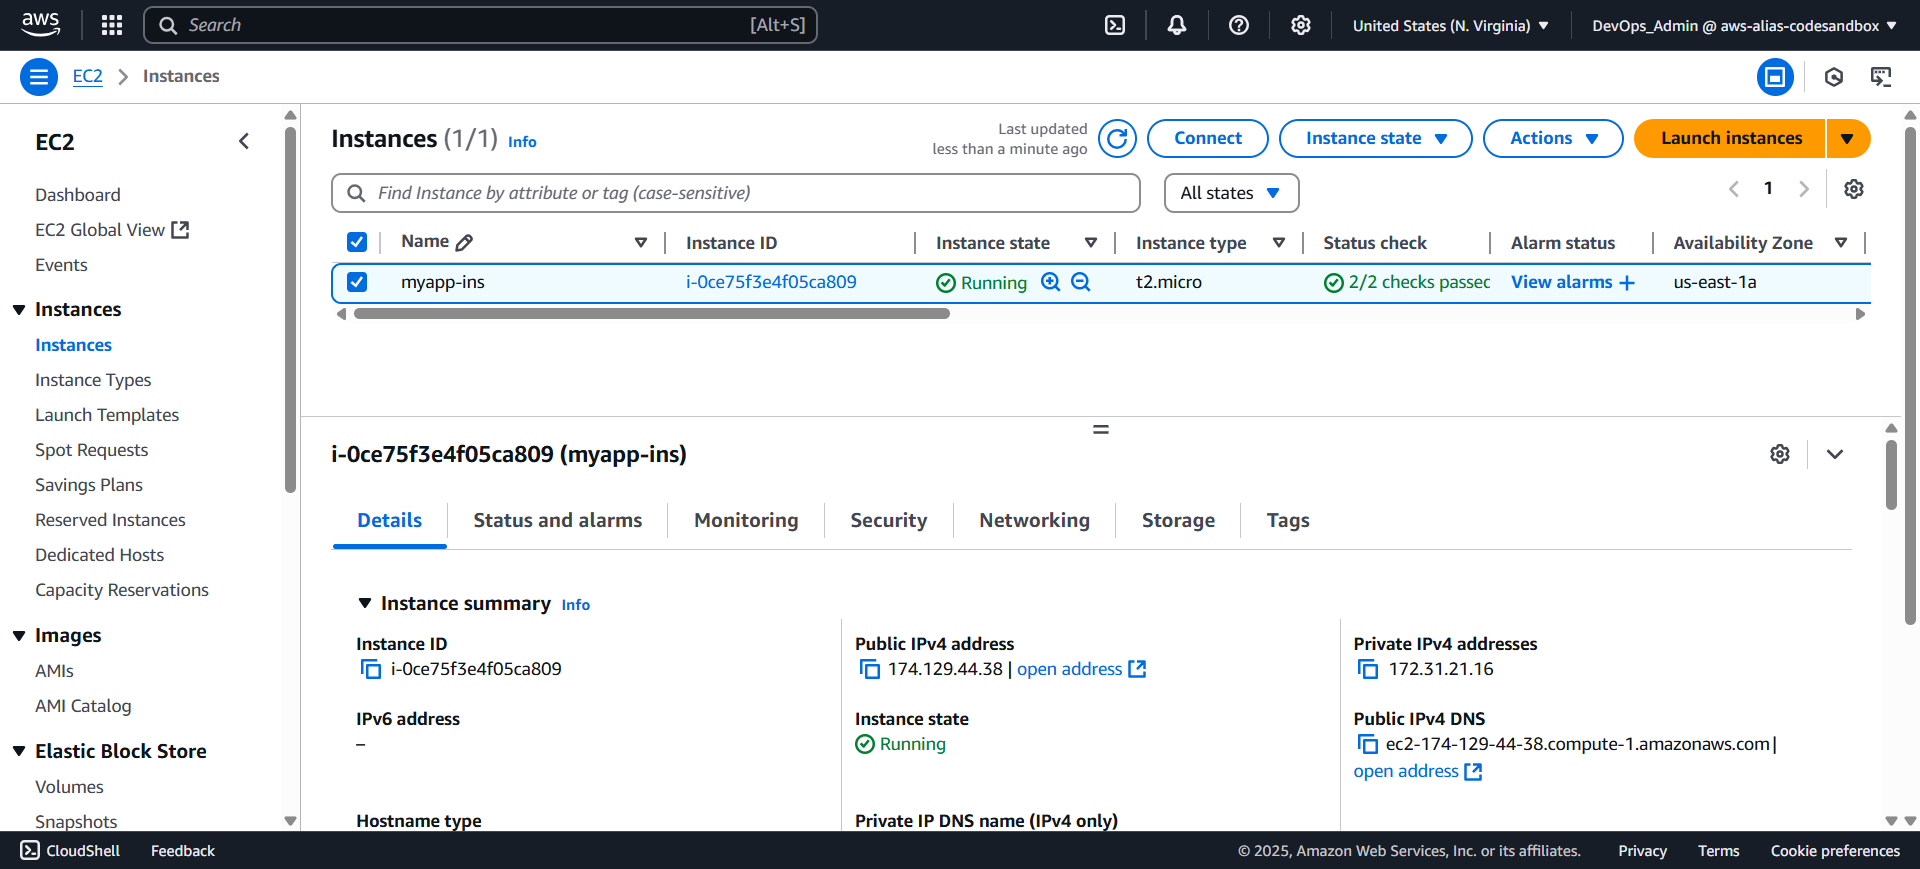 aws
Search [Alt+S]
United States (N. Virginia)
DevOps_Admin @ aws-alias-codesandbox
EC2 Instances
EC2
Dashboard
EC2 Global View
Events
Instances
Instances
Instance Types
Launch Templates
Spot Requests
Savings Plans
Reserved Instances
Dedicated Hosts
Capacity Reservations
Images
AMIs
AMI Catalog
Elastic Block Store
Volumes
Snapshots
Instances (1/1) Info
Last updated
less than a minute ago
Connect
Instance state
Actions
Launch instances
Find Instance by attribute or tag (case-sensitive)
All states
1
Name Instance ID Instance state Instance type Status check Alarm status Availability Zone
myapp-ins i-0ce75f3e4f05ca809 Running t2.micro 2/2 checks passec View alarms + us-east-1a
i-0ce75f3e4f05ca809 (myapp-ins)
Details Status and alarms Monitoring Security Networking Storage Tags
Instance summary Info
Instance ID
i-0ce75f3e4f05ca809
Public IPv4 address
174.129.44.38 | open address
Private IPv4 addresses
172.31.21.16
IPv6 address
–
Instance state
Running
Public IPv4 DNS
ec2-174-129-44-38.compute-1.amazonaws.com |
open address
Hostname type
Private IP DNS name (IPv4 only)
CloudShell Feedback
© 2025, Amazon Web Services, Inc. or its affiliates. Privacy Terms Cookie preferences